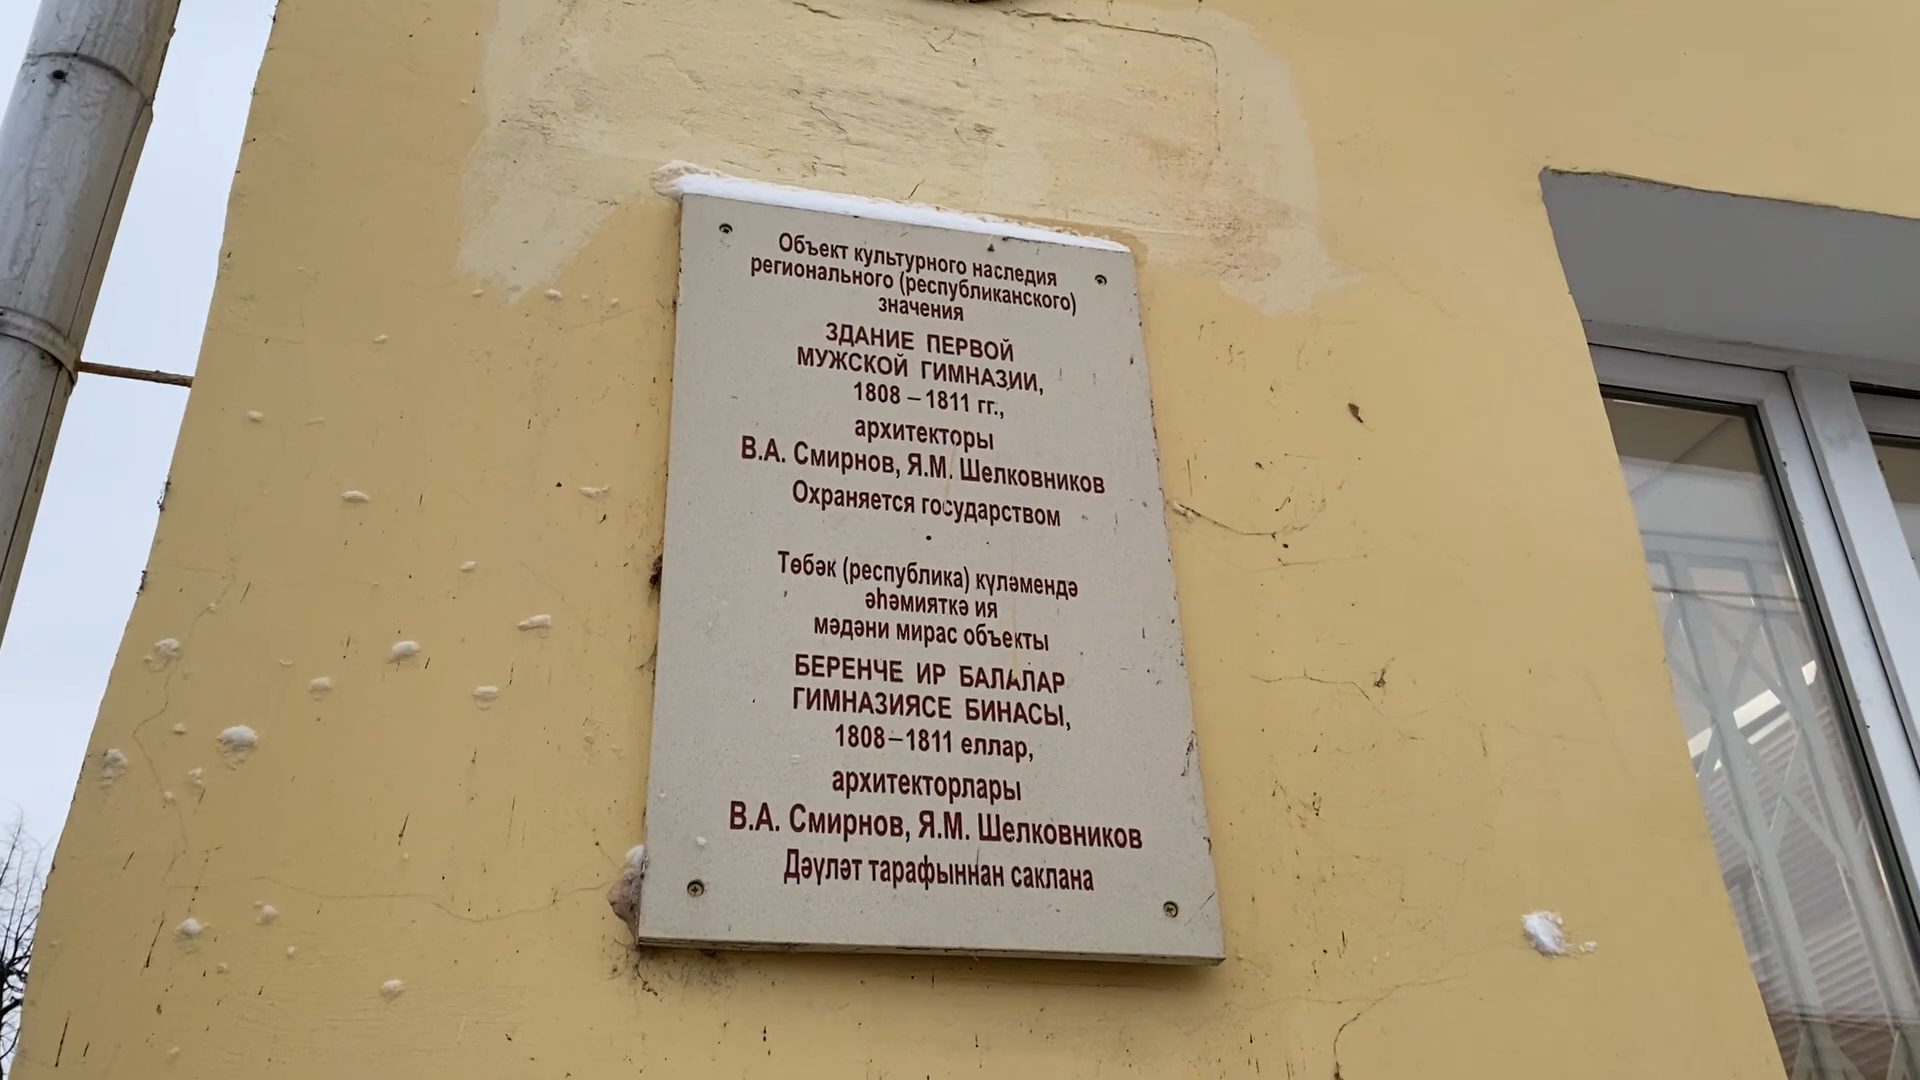 Объект культурного наследия
регионального (республиканского)
значения
ЗДАНИЕ ПЕРВОЙ
МУЖСКОЙ ГИМНАЗИИ,
1808 – 1811 гг.,
архитекторы
В.А. Смирнов, Я.М. Шелковников
Охраняется государством
Төбәк (республика) күләмендә
әһәмияткә ия
мәдәни мирас объекты
БЕРЕНЧЕ ИР БАЛАЛАР
ГИМНАЗИЯСЕ БИНАСЫ,
1808–1811 еллар,
архитекторлары
В.А. Смирнов, Я.М. Шелковников
Дәүләт тарафыннан саклана